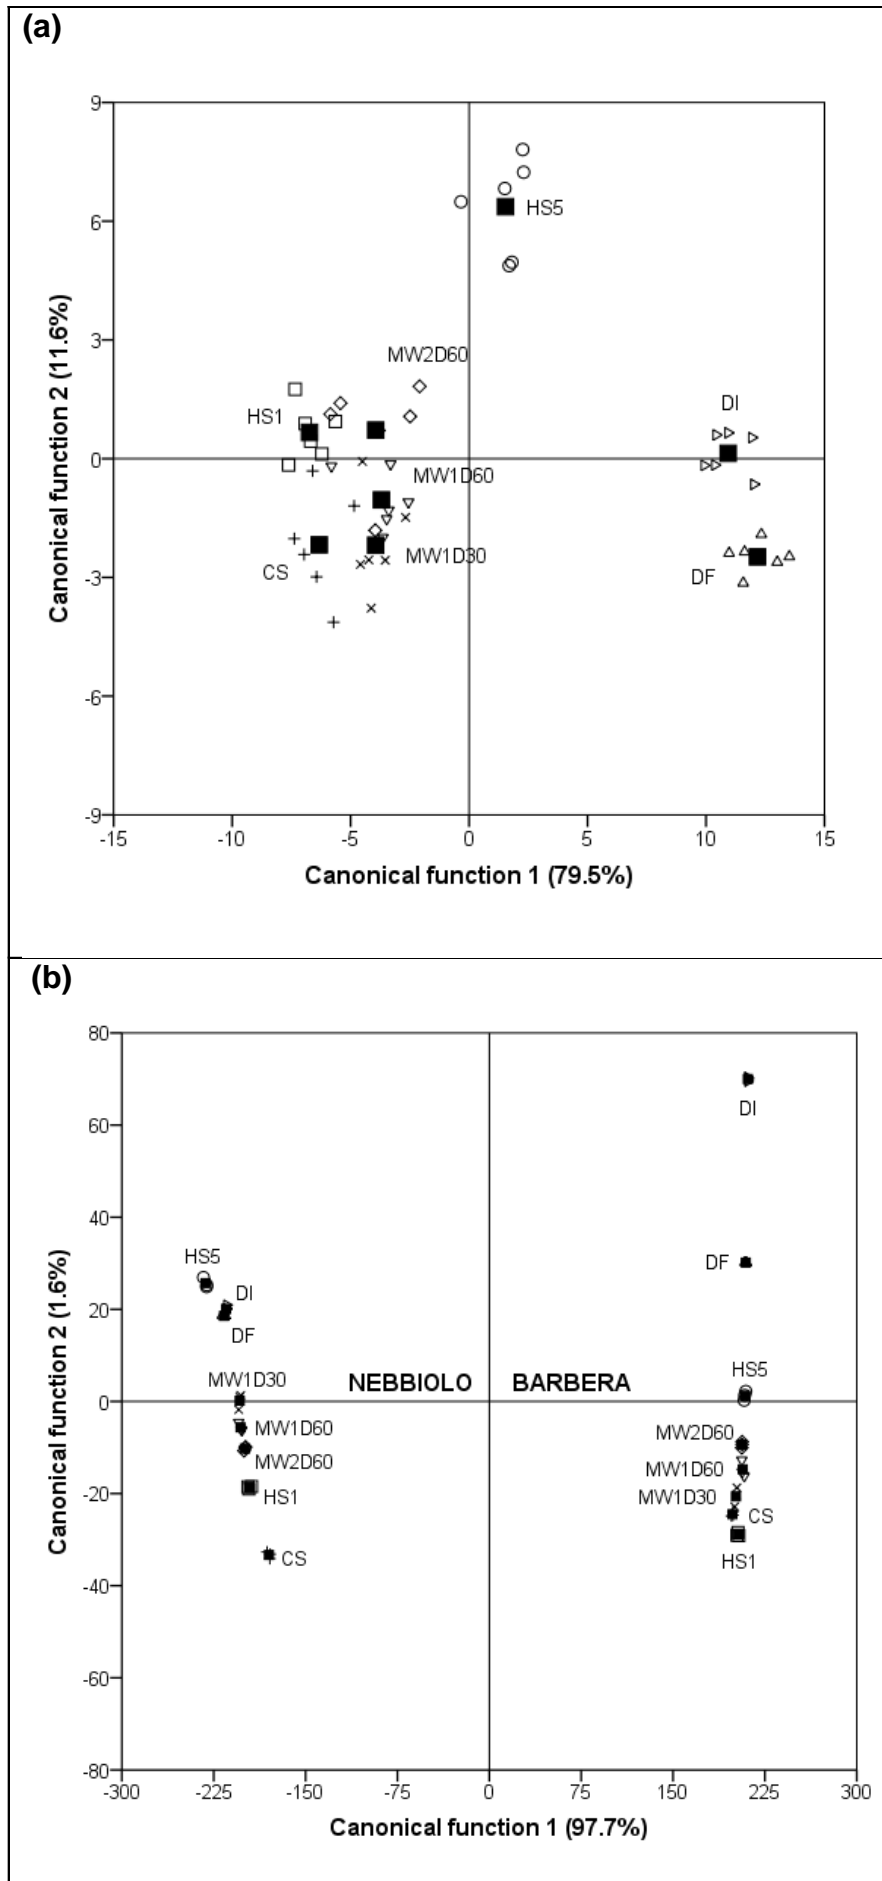 (a)
9
6
3
0
-3
-6
-9
Canonical function 2 (11.6%)
HS5
MW2D60
HS1
DI
MW1D60
MW1D30
CS
DF
-15
-10
-5
0
5
10
15
Canonical function 1 (79.5%)
(b)
80
60
40
20
0
-20
-40
-60
-80
Canonical function 2 (1.6%)
DI
HS5
DF
DI
DF
MW1D30
NEBBIOLO
BARBERA
HS5
MW1D60
MW2D60
MW2D60
MW1D60
HS1
MW1D30
CS
CS
HS1
-300
-225
-150
-75
0
75
150
225
300
Canonical function 1 (97.7%)